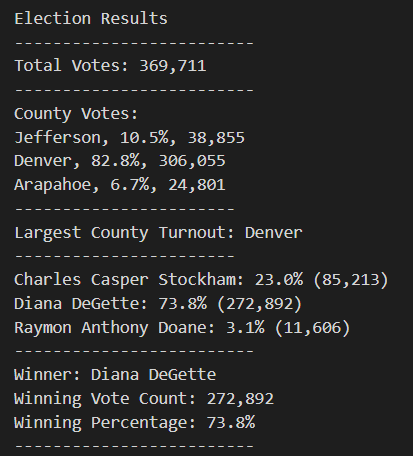 Election Results
-------------------------
Total Votes: 369,711
-------------------------
County Votes:
Jefferson, 10.5%, 38,855
Denver, 82.8%, 306,055
Arapahoe, 6.7%, 24,801
-----------------------
Largest County Turnout: Denver
-----------------------
Charles Casper Stockham: 23.0% (85,213)
Diana DeGette: 73.8% (272,892)
Raymon Anthony Doane: 3.1% (11,606)
-------------------------
Winner: Diana DeGette
Winning Vote Count: 272,892
Winning Percentage: 73.8%
-------------------------